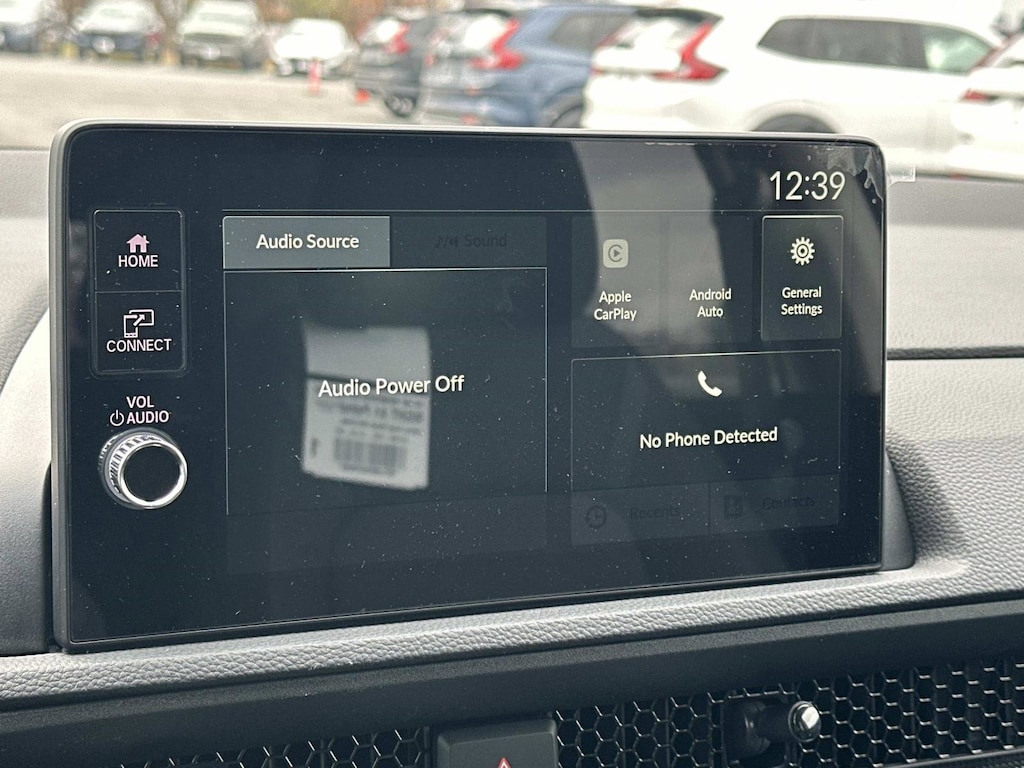 12:39
HOME
CONNECT
VOL
AUDIO
Audio Source
Sound
Audio Power Off
Apple
CarPlay
Android
Auto
General
Settings
No Phone Detected
Recents
Contacts